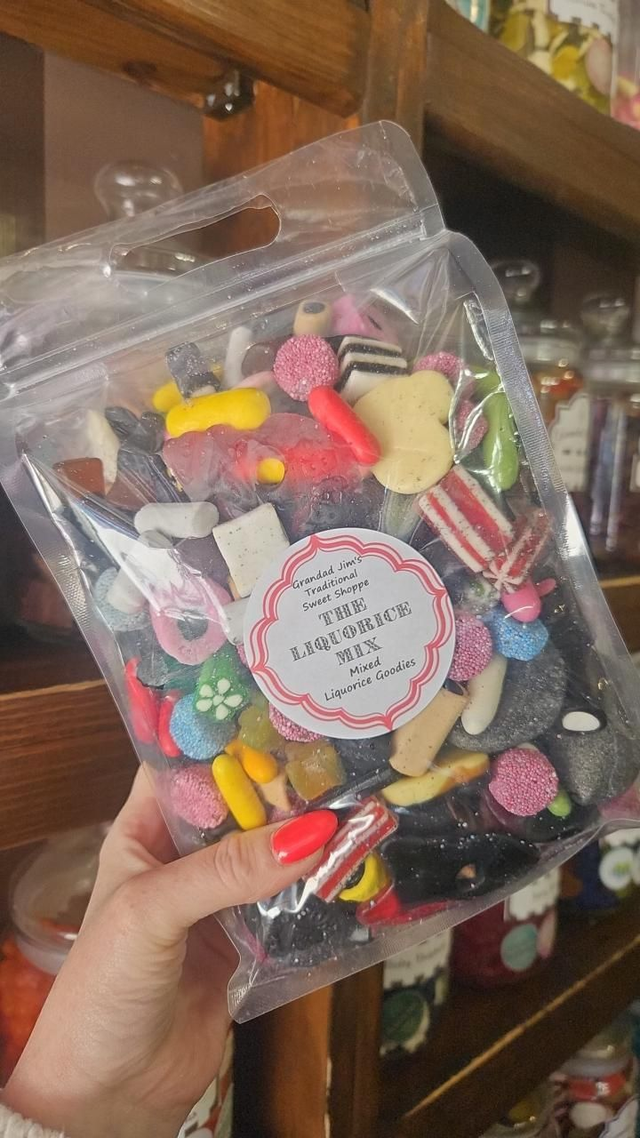 Grandad Jim's
Traditional
Sweet Shoppe
THE
LIQUORICE
MIX
Mixed
Liquorice Goodies